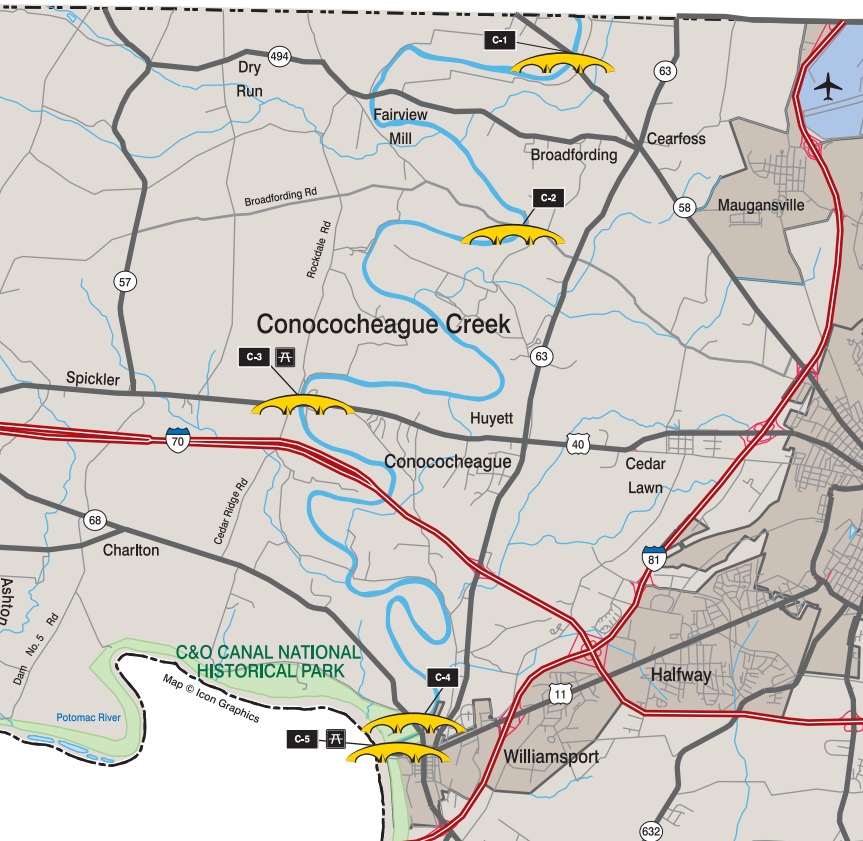 C-1
494
Dry
Run
63
Fairview
Mill
Cearfoss
Broadfording
Broadfording Rd
C-2
58
Maugansville
Rockdale Rd
57
Conococheague Creek
63
C-3
Spickler
Huyett
70
40
Conococheague
Cedar
Lawn
Cedar Ridge Rd
68
Charlton
81
Ashton
Dam No. 5 Rd
C&O CANAL NATIONAL
HISTORICAL PARK
Map © Icon Graphics
C-4
Halfway
11
Potomac River
C-5
Williamsport
632